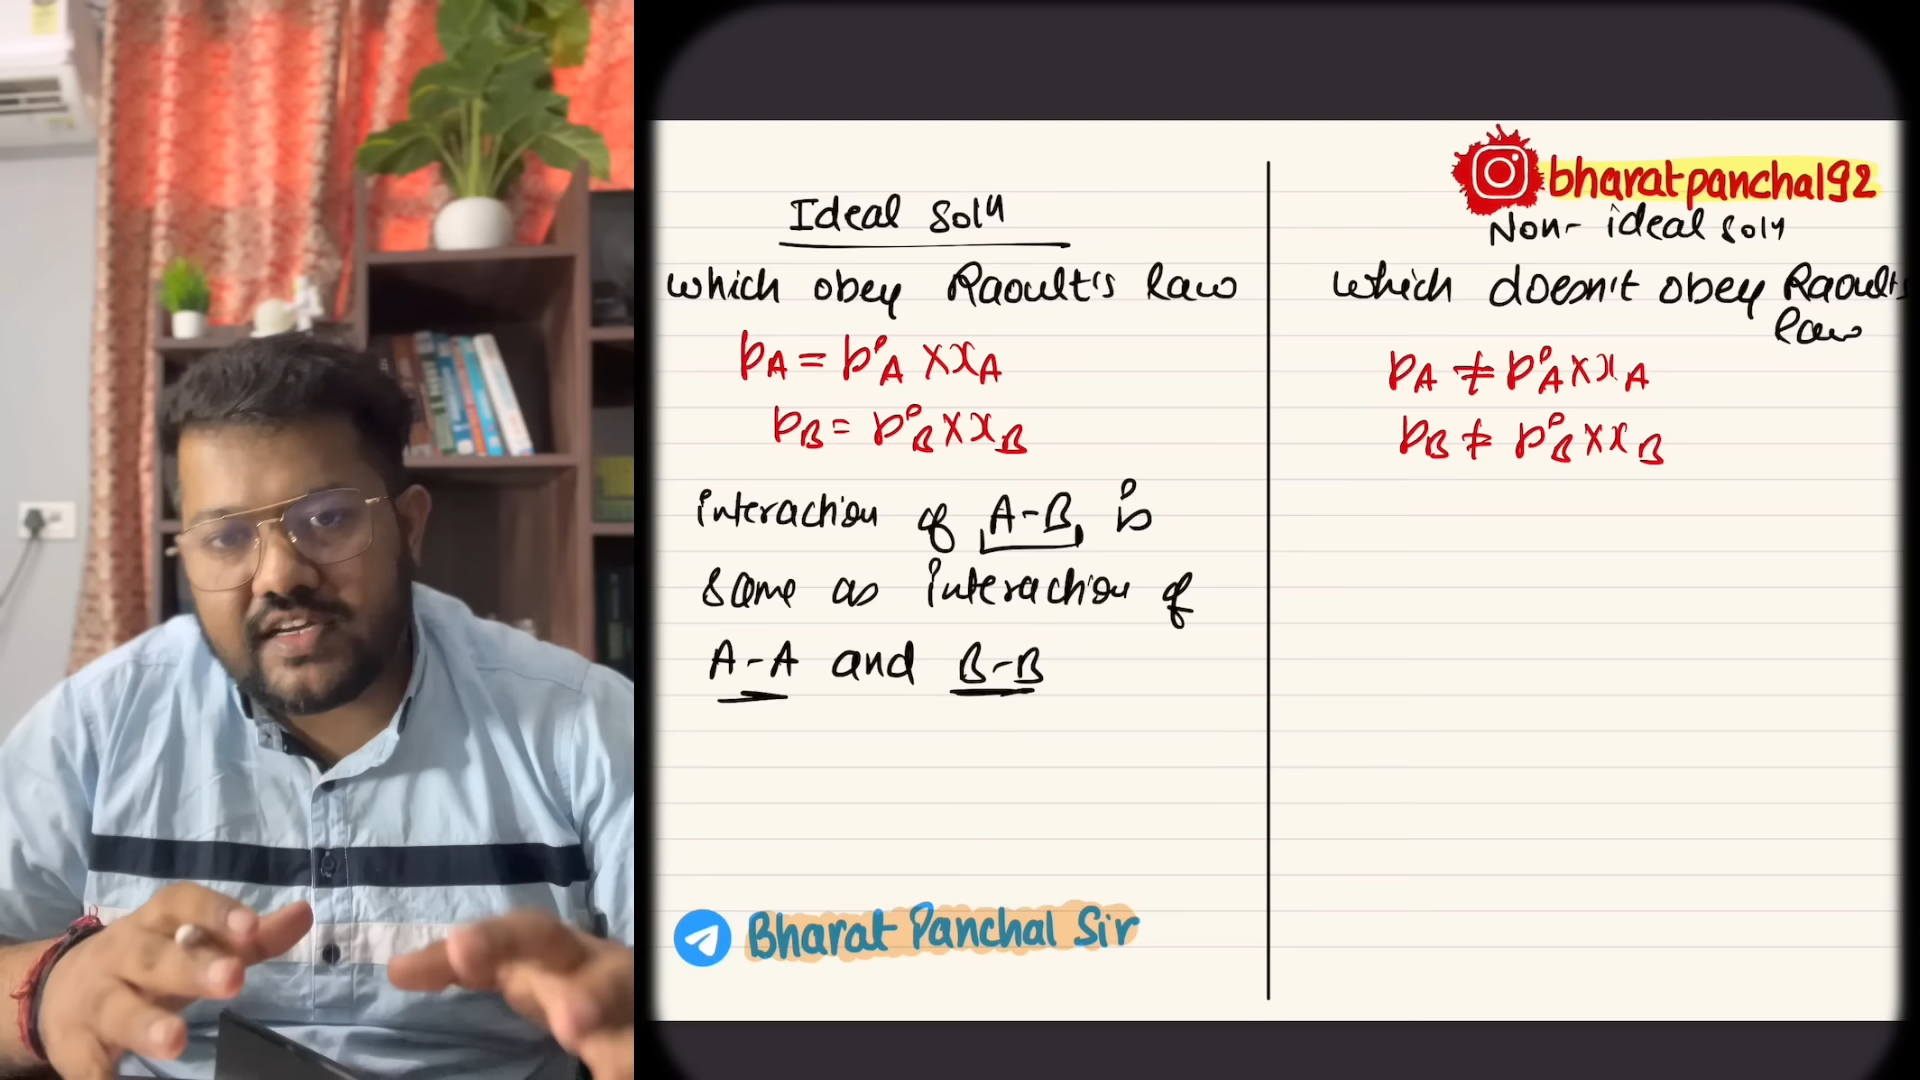 Ideal Solⁿ
which obey Raoult's law
pA = p°A × xA
pB = p°B × xB
interaction of A-B is
same as interaction of
A-A and B-B
Bharat Panchal Sir
bharatpanchal92
Non-ideal Solⁿ
which doesn't obey Raoult's
law
pA ≠ p°A × xA
pB ≠ p°B × xB